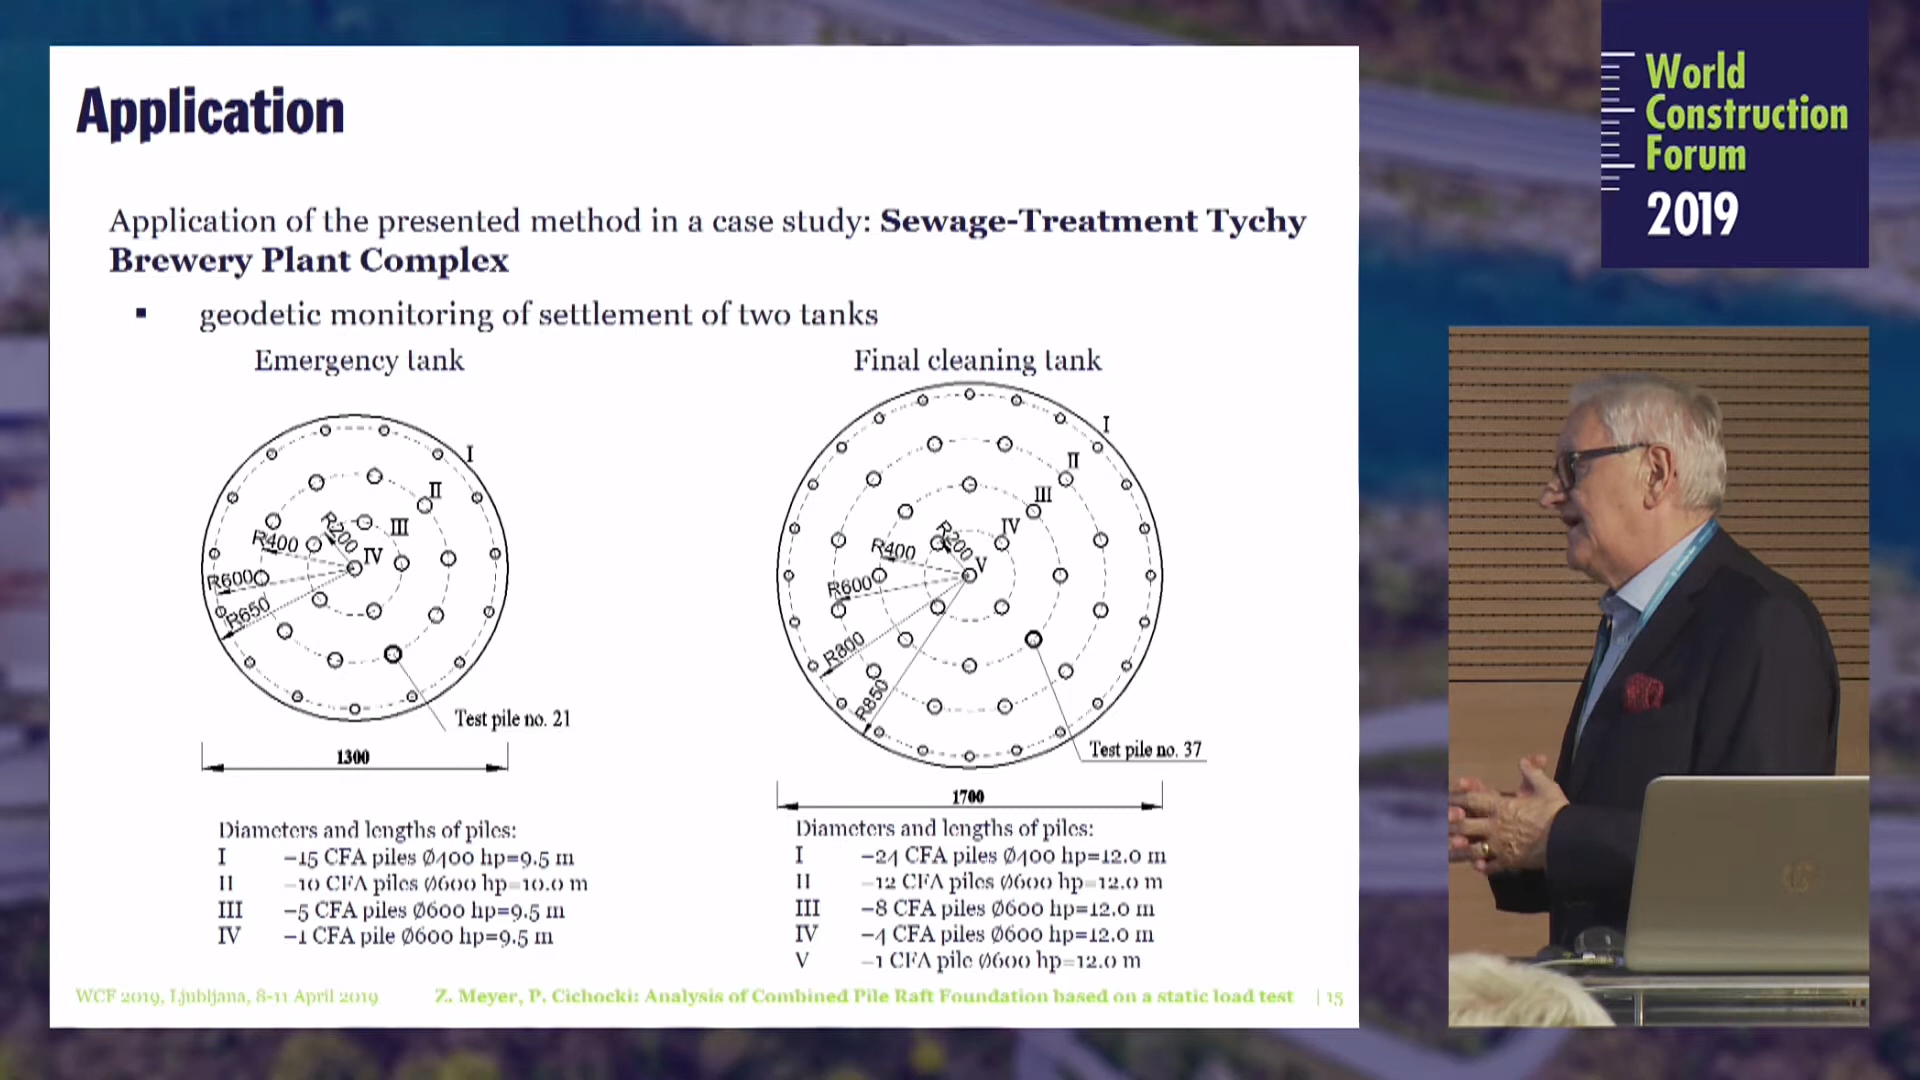 Application
Application of the presented method in a case study: Sewage-Treatment Tychy
Brewery Plant Complex
▪ geodetic monitoring of settlement of two tanks
Emergency tank
I
II
III
IV
R200
R400
R600
R650
Test pile no. 21
1300
Diameters and lengths of piles:
I –15 CFA piles Ø400 hp=9.5 m
II –10 CFA piles Ø600 hp=10.0 m
III –5 CFA piles Ø600 hp=9.5 m
IV –1 CFA pile Ø600 hp=9.5 m
Final cleaning tank
I
II
III
IV
V
R200
R400
R600
R800
R850
Test pile no. 37
1700
Diameters and lengths of piles:
I –24 CFA piles Ø400 hp=12.0 m
II –12 CFA piles Ø600 hp=12.0 m
III –8 CFA piles Ø600 hp=12.0 m
IV –4 CFA piles Ø600 hp=12.0 m
V –1 CFA pile Ø600 hp=12.0 m
WCF 2019, Ljubljana, 8-11 April 2019
Z. Meyer, P. Cichocki: Analysis of Combined Pile Raft Foundation based on a static load test
| 15
World
Construction
Forum
2019